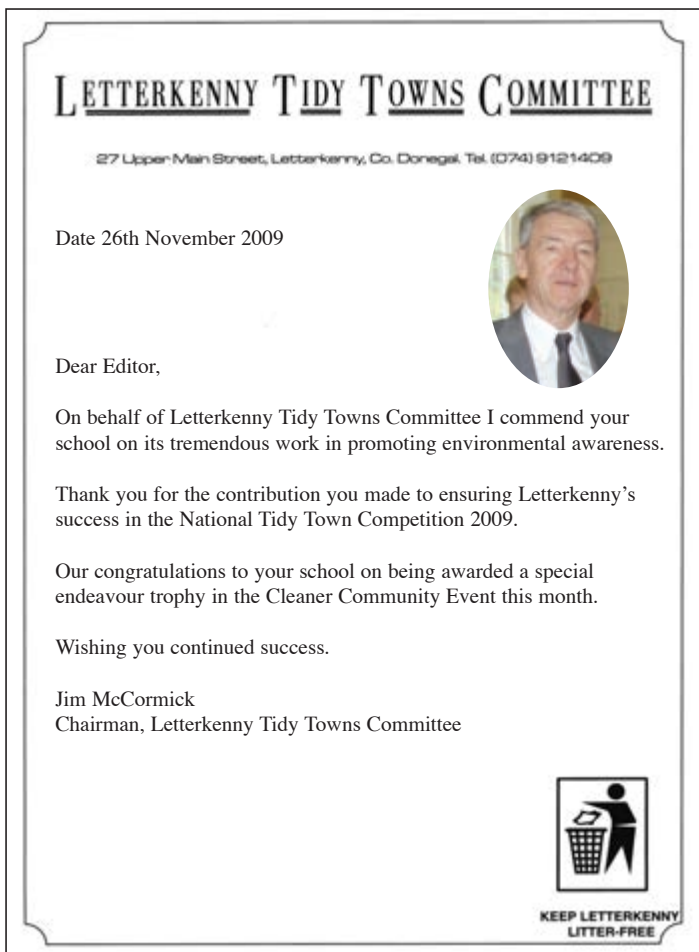 LETTERKENNY TIDY TOWNS COMMITTEE
27 Upper Main Street, Letterkenny, Co. Donegal. Tel. (074) 9121409
Date 26th November 2009
Dear Editor,
On behalf of Letterkenny Tidy Towns Committee I commend your
school on its tremendous work in promoting environmental awareness.
Thank you for the contribution you made to ensuring Letterkenny's
success in the National Tidy Town Competition 2009.
Our congratulations to your school on being awarded a special
endeavour trophy in the Cleaner Community Event this month.
Wishing you continued success.
Jim McCormick
Chairman, Letterkenny Tidy Towns Committee
KEEP LETTERKENNY
LITTER-FREE